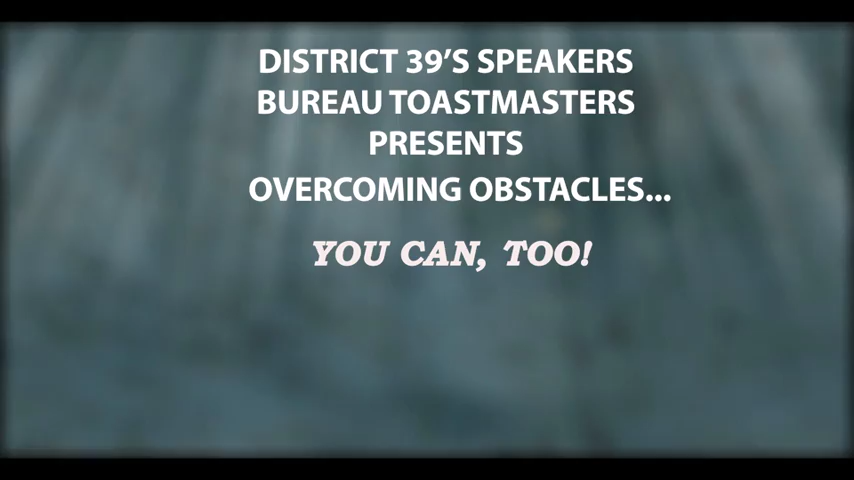 DISTRICT 39’S SPEAKERS
BUREAU TOASTMASTERS
PRESENTS
OVERCOMING OBSTACLES...
YOU CAN, TOO!